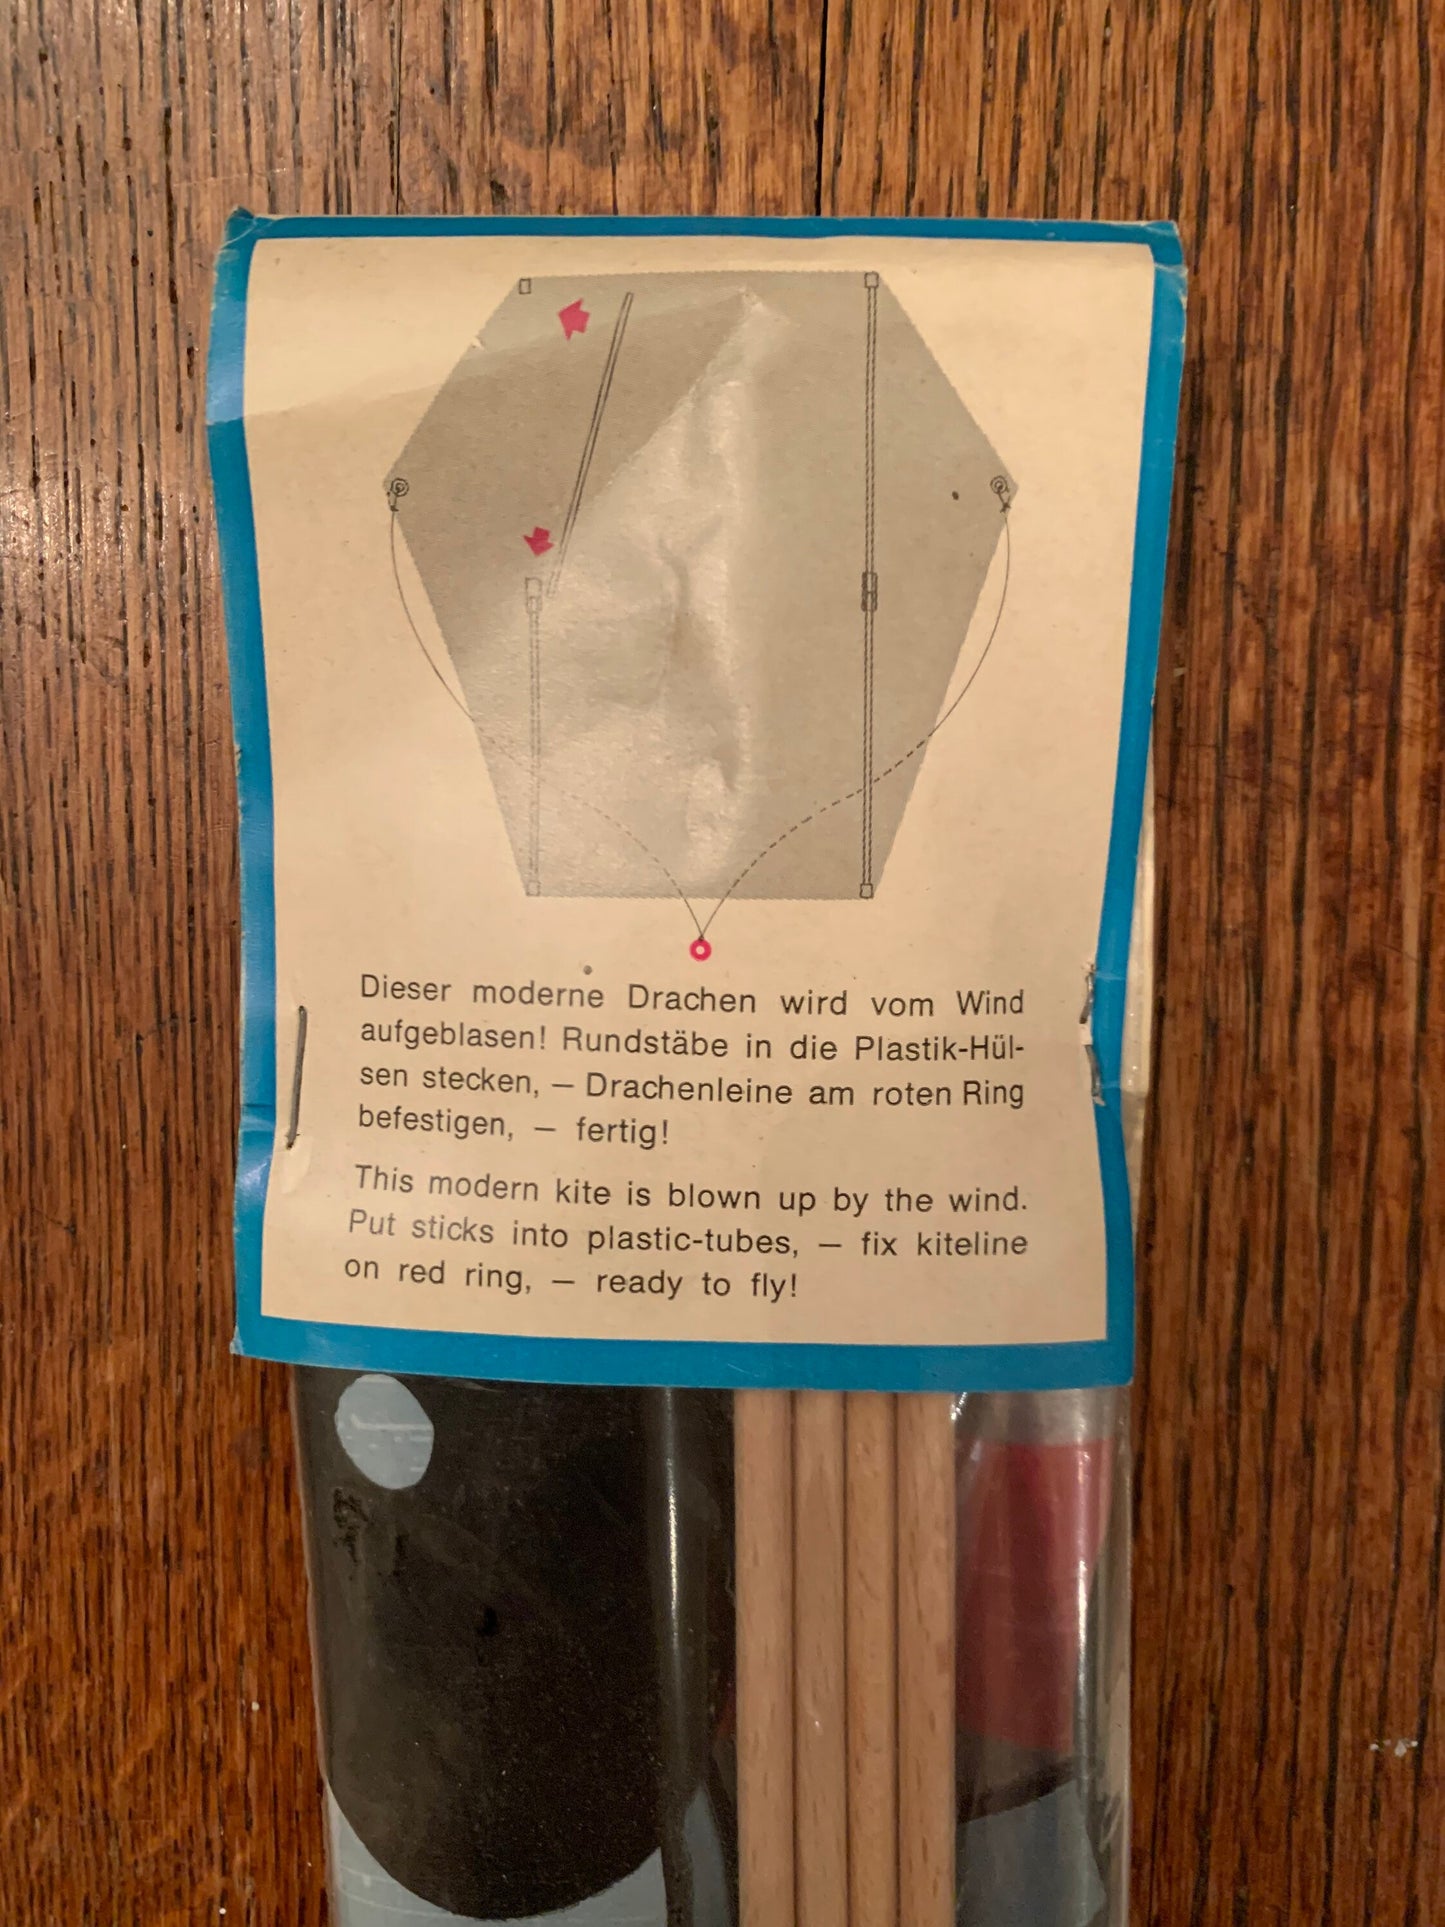 Dieser moderne Drachen wird vom Wind
aufgeblasen! Rundstäbe in die Plastik-Hül-
sen stecken, — Drachenleine am roten Ring
befestigen, — fertig!
This modern kite is blown up by the wind.
Put sticks into plastic-tubes, — fix kiteline
on red ring, — ready to fly!